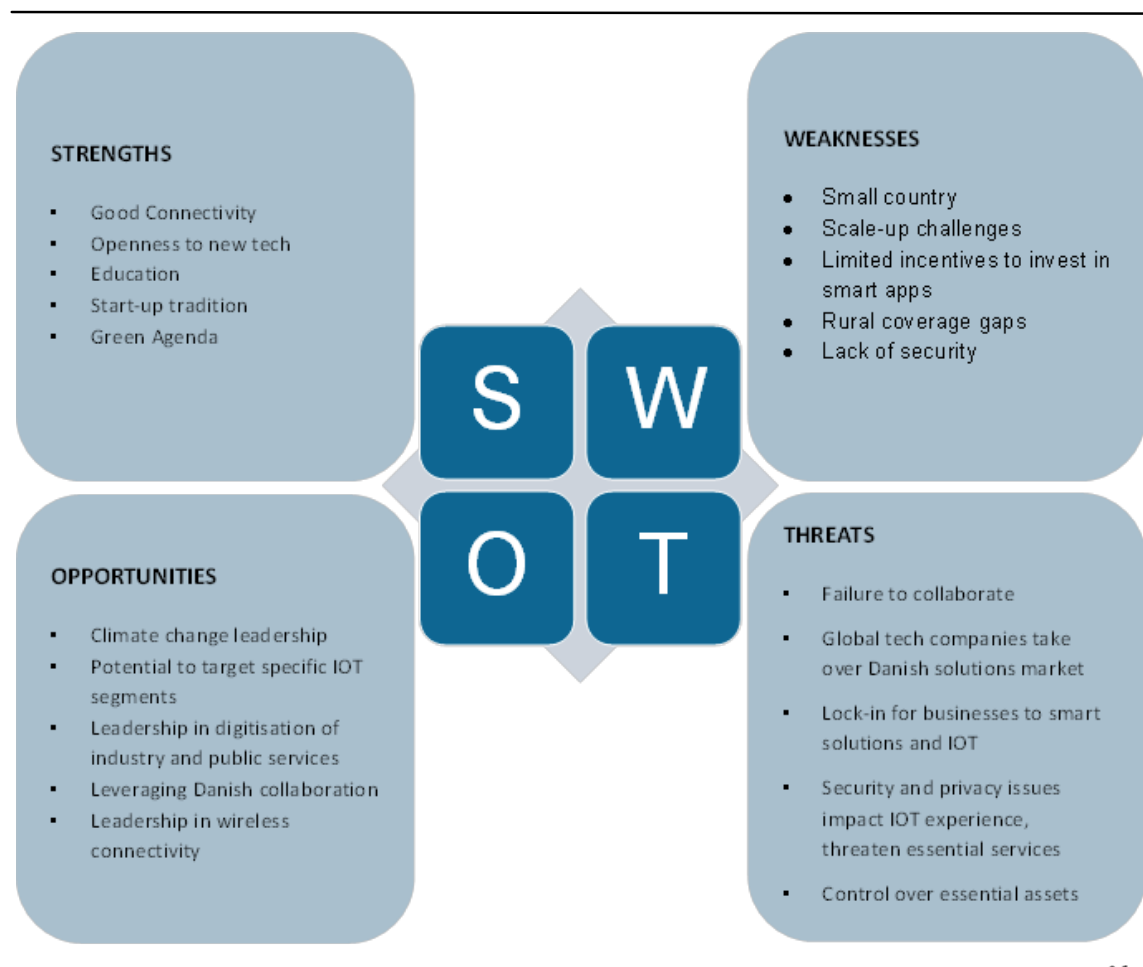 STRENGTHS
▪ Good Connectivity
▪ Openness to new tech
▪ Education
▪ Start-up tradition
▪ Green Agenda
WEAKNESSES
● Small country
● Scale-up challenges
● Limited incentives to invest in
smart apps
● Rural coverage gaps
● Lack of security
S W
O T
OPPORTUNITIES
▪ Climate change leadership
▪ Potential to target specific IOT
segments
▪ Leadership in digitisation of
industry and public services
▪ Leveraging Danish collaboration
▪ Leadership in wireless
connectivity
THREATS
▪ Failure to collaborate
▪ Global tech companies take
over Danish solutions market
▪ Lock-in for businesses to smart
solutions and IOT
▪ Security and privacy issues
impact IOT experience,
threaten essential services
▪ Control over essential assets